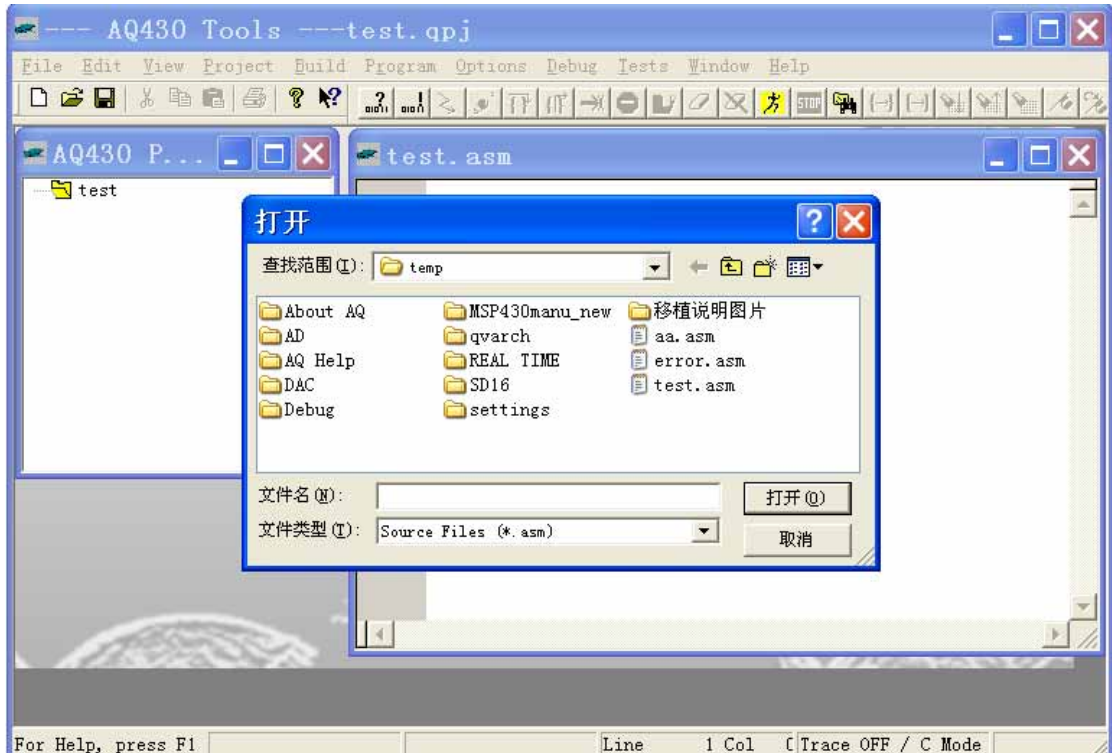 --- AQ430 Tools ---test.qpj
File Edit View Project Build Program Options Debug Tests Window Help
STOP
AQ430 P...
test
test.asm
打开
查找范围(I): temp
About AQ MSP430manu_new 移植说明图片
AD qvarch aa.asm
AQ Help REAL TIME error.asm
DAC SD16 test.asm
Debug settings
文件名(N): 打开(O)
文件类型(T): Source Files (*.asm) 取消
For Help, press F1 Line 1 Col Trace OFF / C Mode